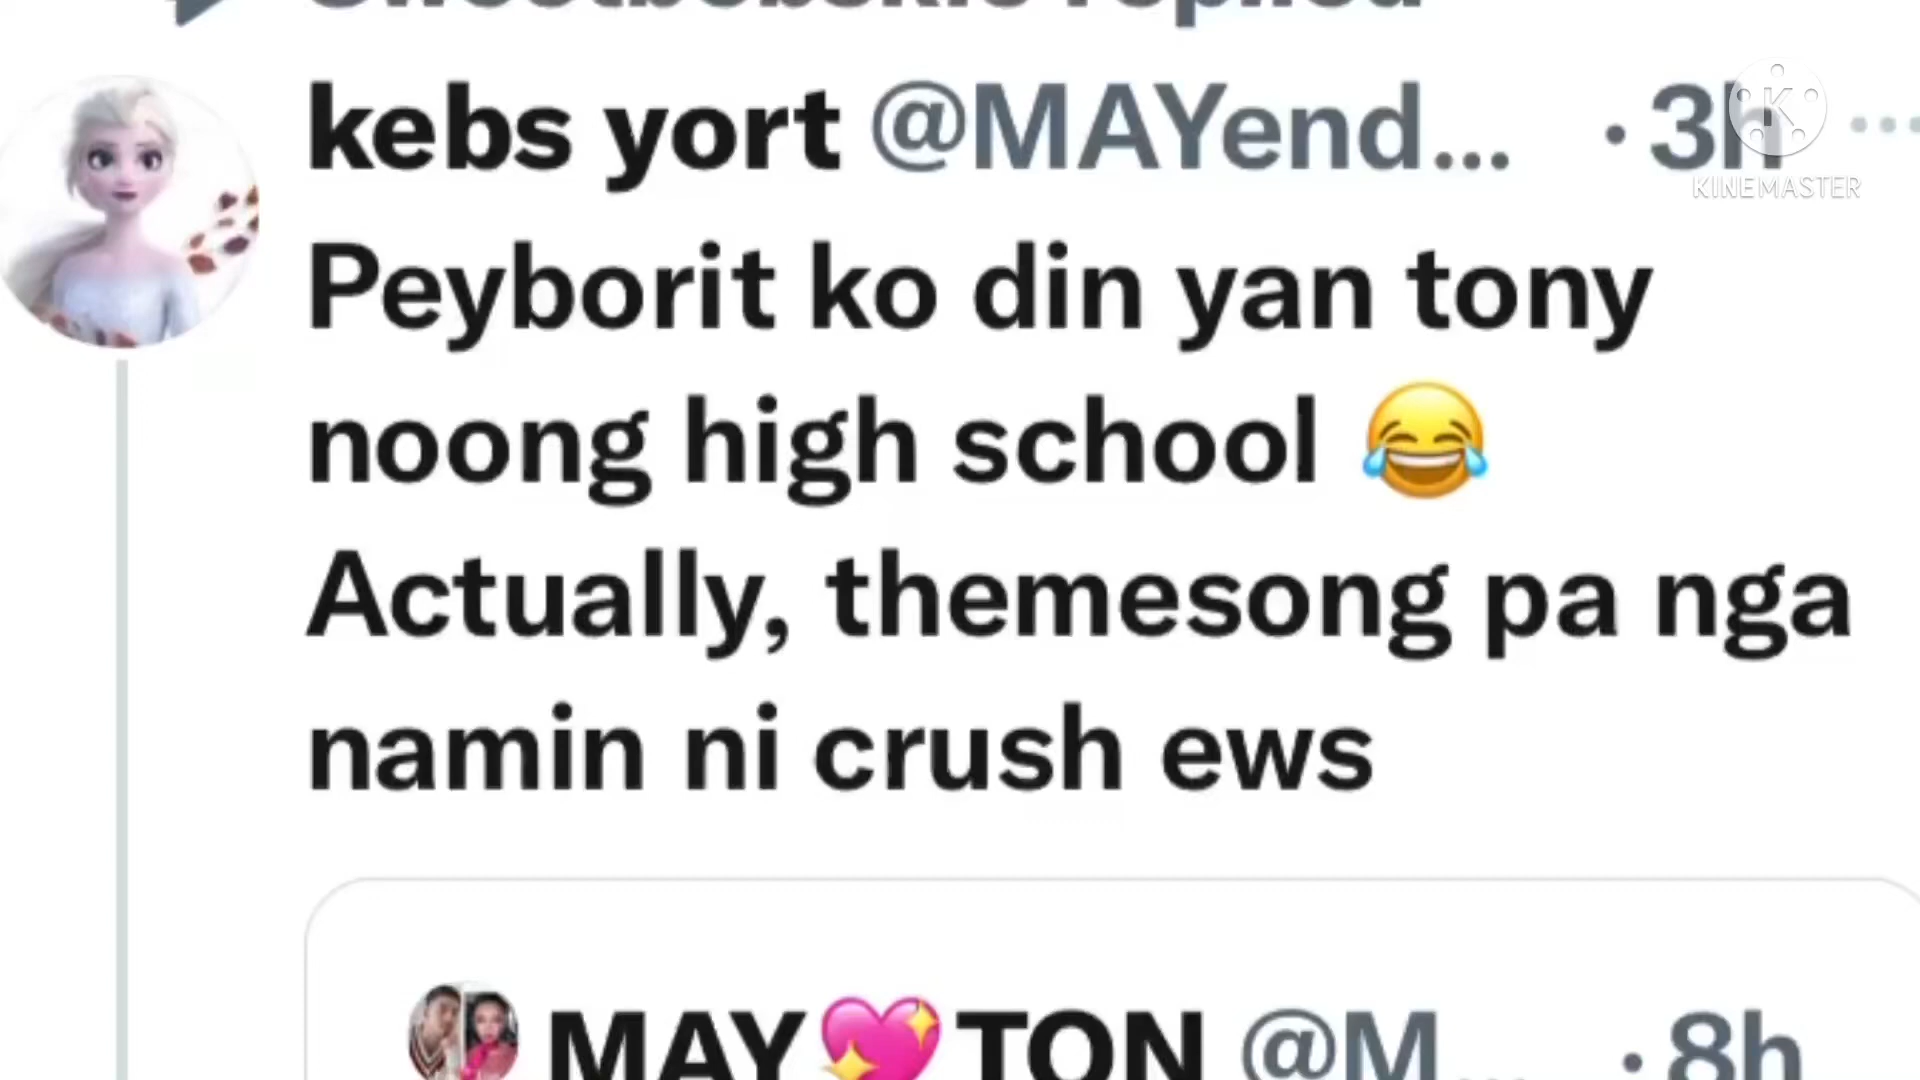 replied
kebs yort @MAYend... · 3h ...
KINEMASTER
Peyborit ko din yan tony
noong high school 😂
Actually, themesong pa nga
namin ni crush ews
MAY💖TON @M... · 8h